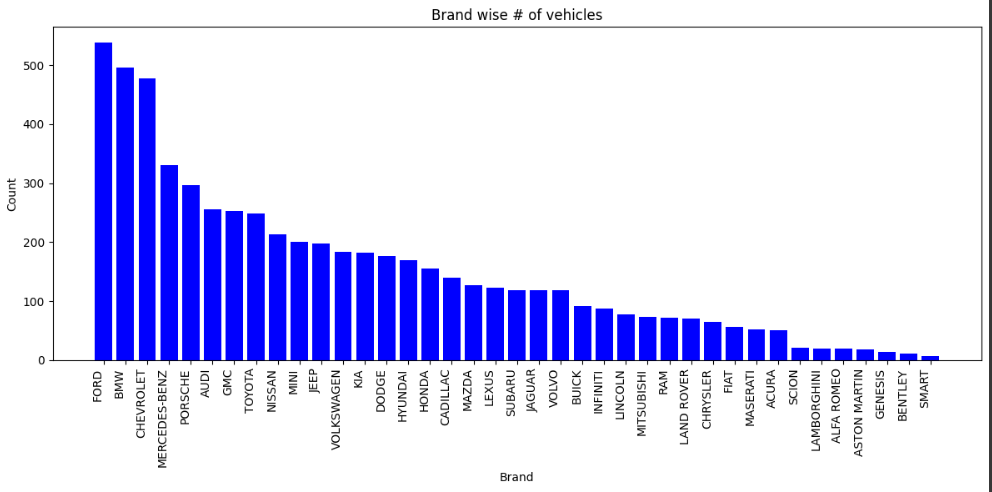 Brand wise # of vehicles
Count
500
400
300
200
100
0
FORD
BMW
CHEVROLET
MERCEDES-BENZ
PORSCHE
AUDI
GMC
TOYOTA
NISSAN
MINI
JEEP
VOLKSWAGEN
KIA
DODGE
HYUNDAI
HONDA
CADILLAC
MAZDA
LEXUS
SUBARU
JAGUAR
VOLVO
BUICK
INFINITI
LINCOLN
MITSUBISHI
RAM
LAND ROVER
CHRYSLER
FIAT
MASERATI
ACURA
SCION
LAMBORGHINI
ALFA ROMEO
ASTON MARTIN
GENESIS
BENTLEY
SMART
Brand